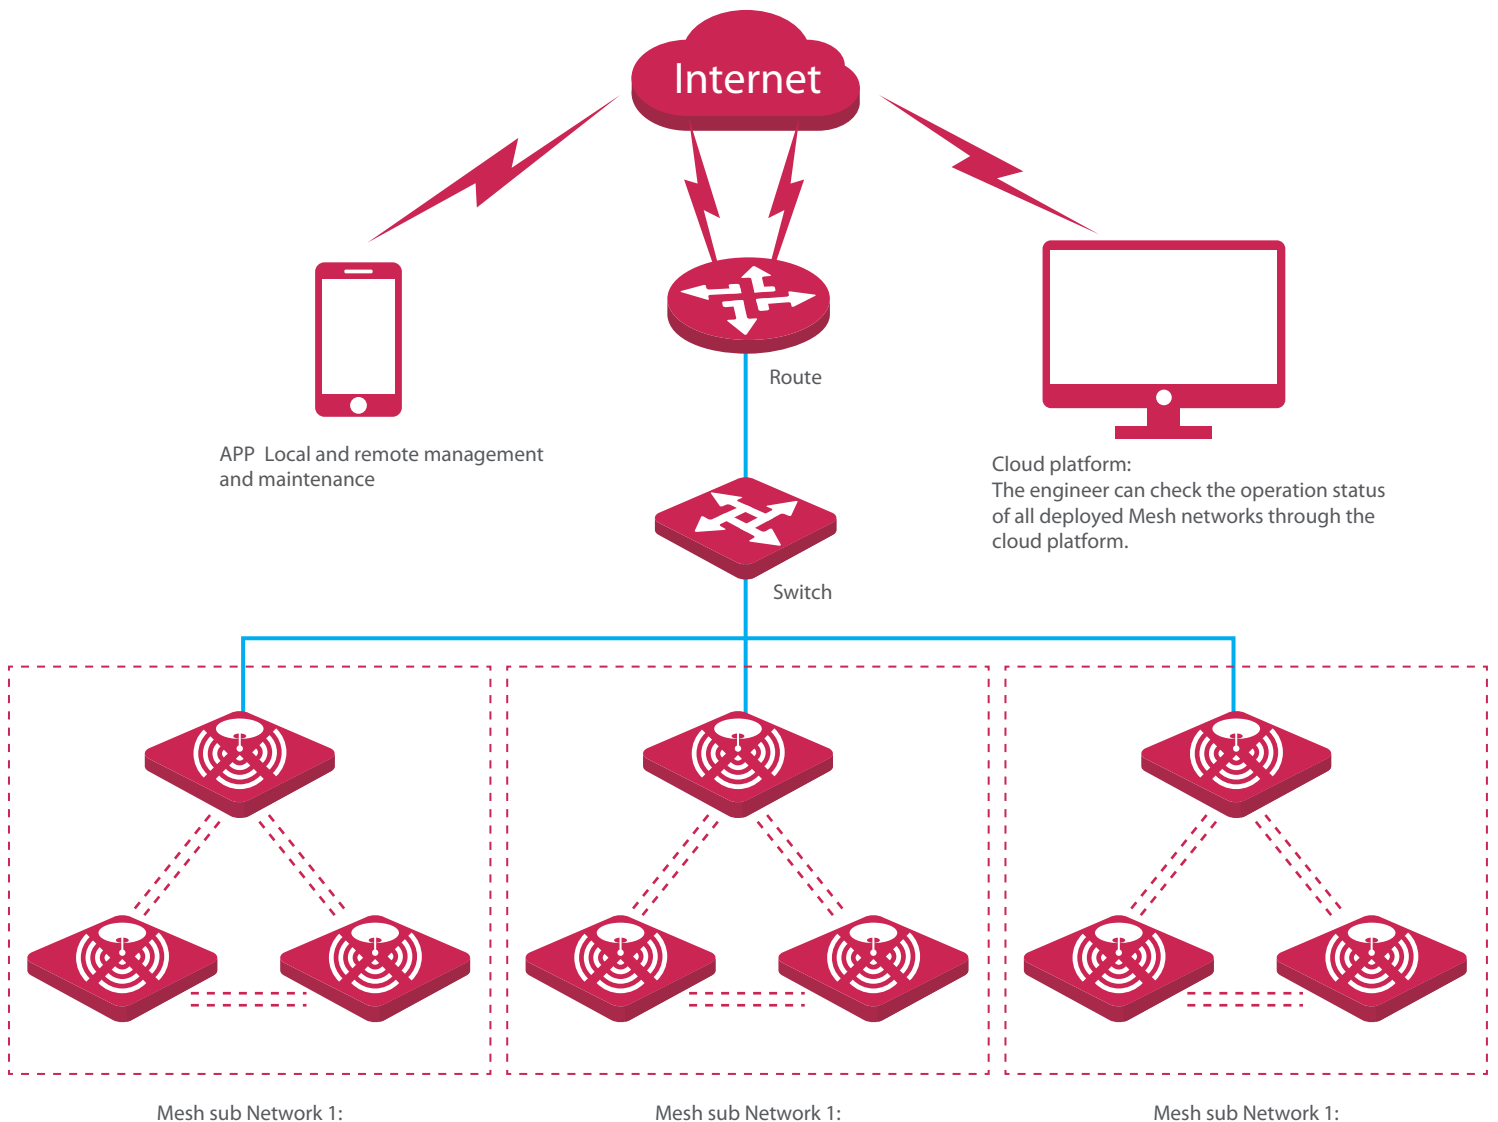 Internet
Route
APP  Local and remote management
and maintenance
Cloud platform:
The engineer can check the operation status
of all deployed Mesh networks through the
cloud platform.
Switch
Mesh sub Network 1:
Mesh sub Network 1:
Mesh sub Network 1: